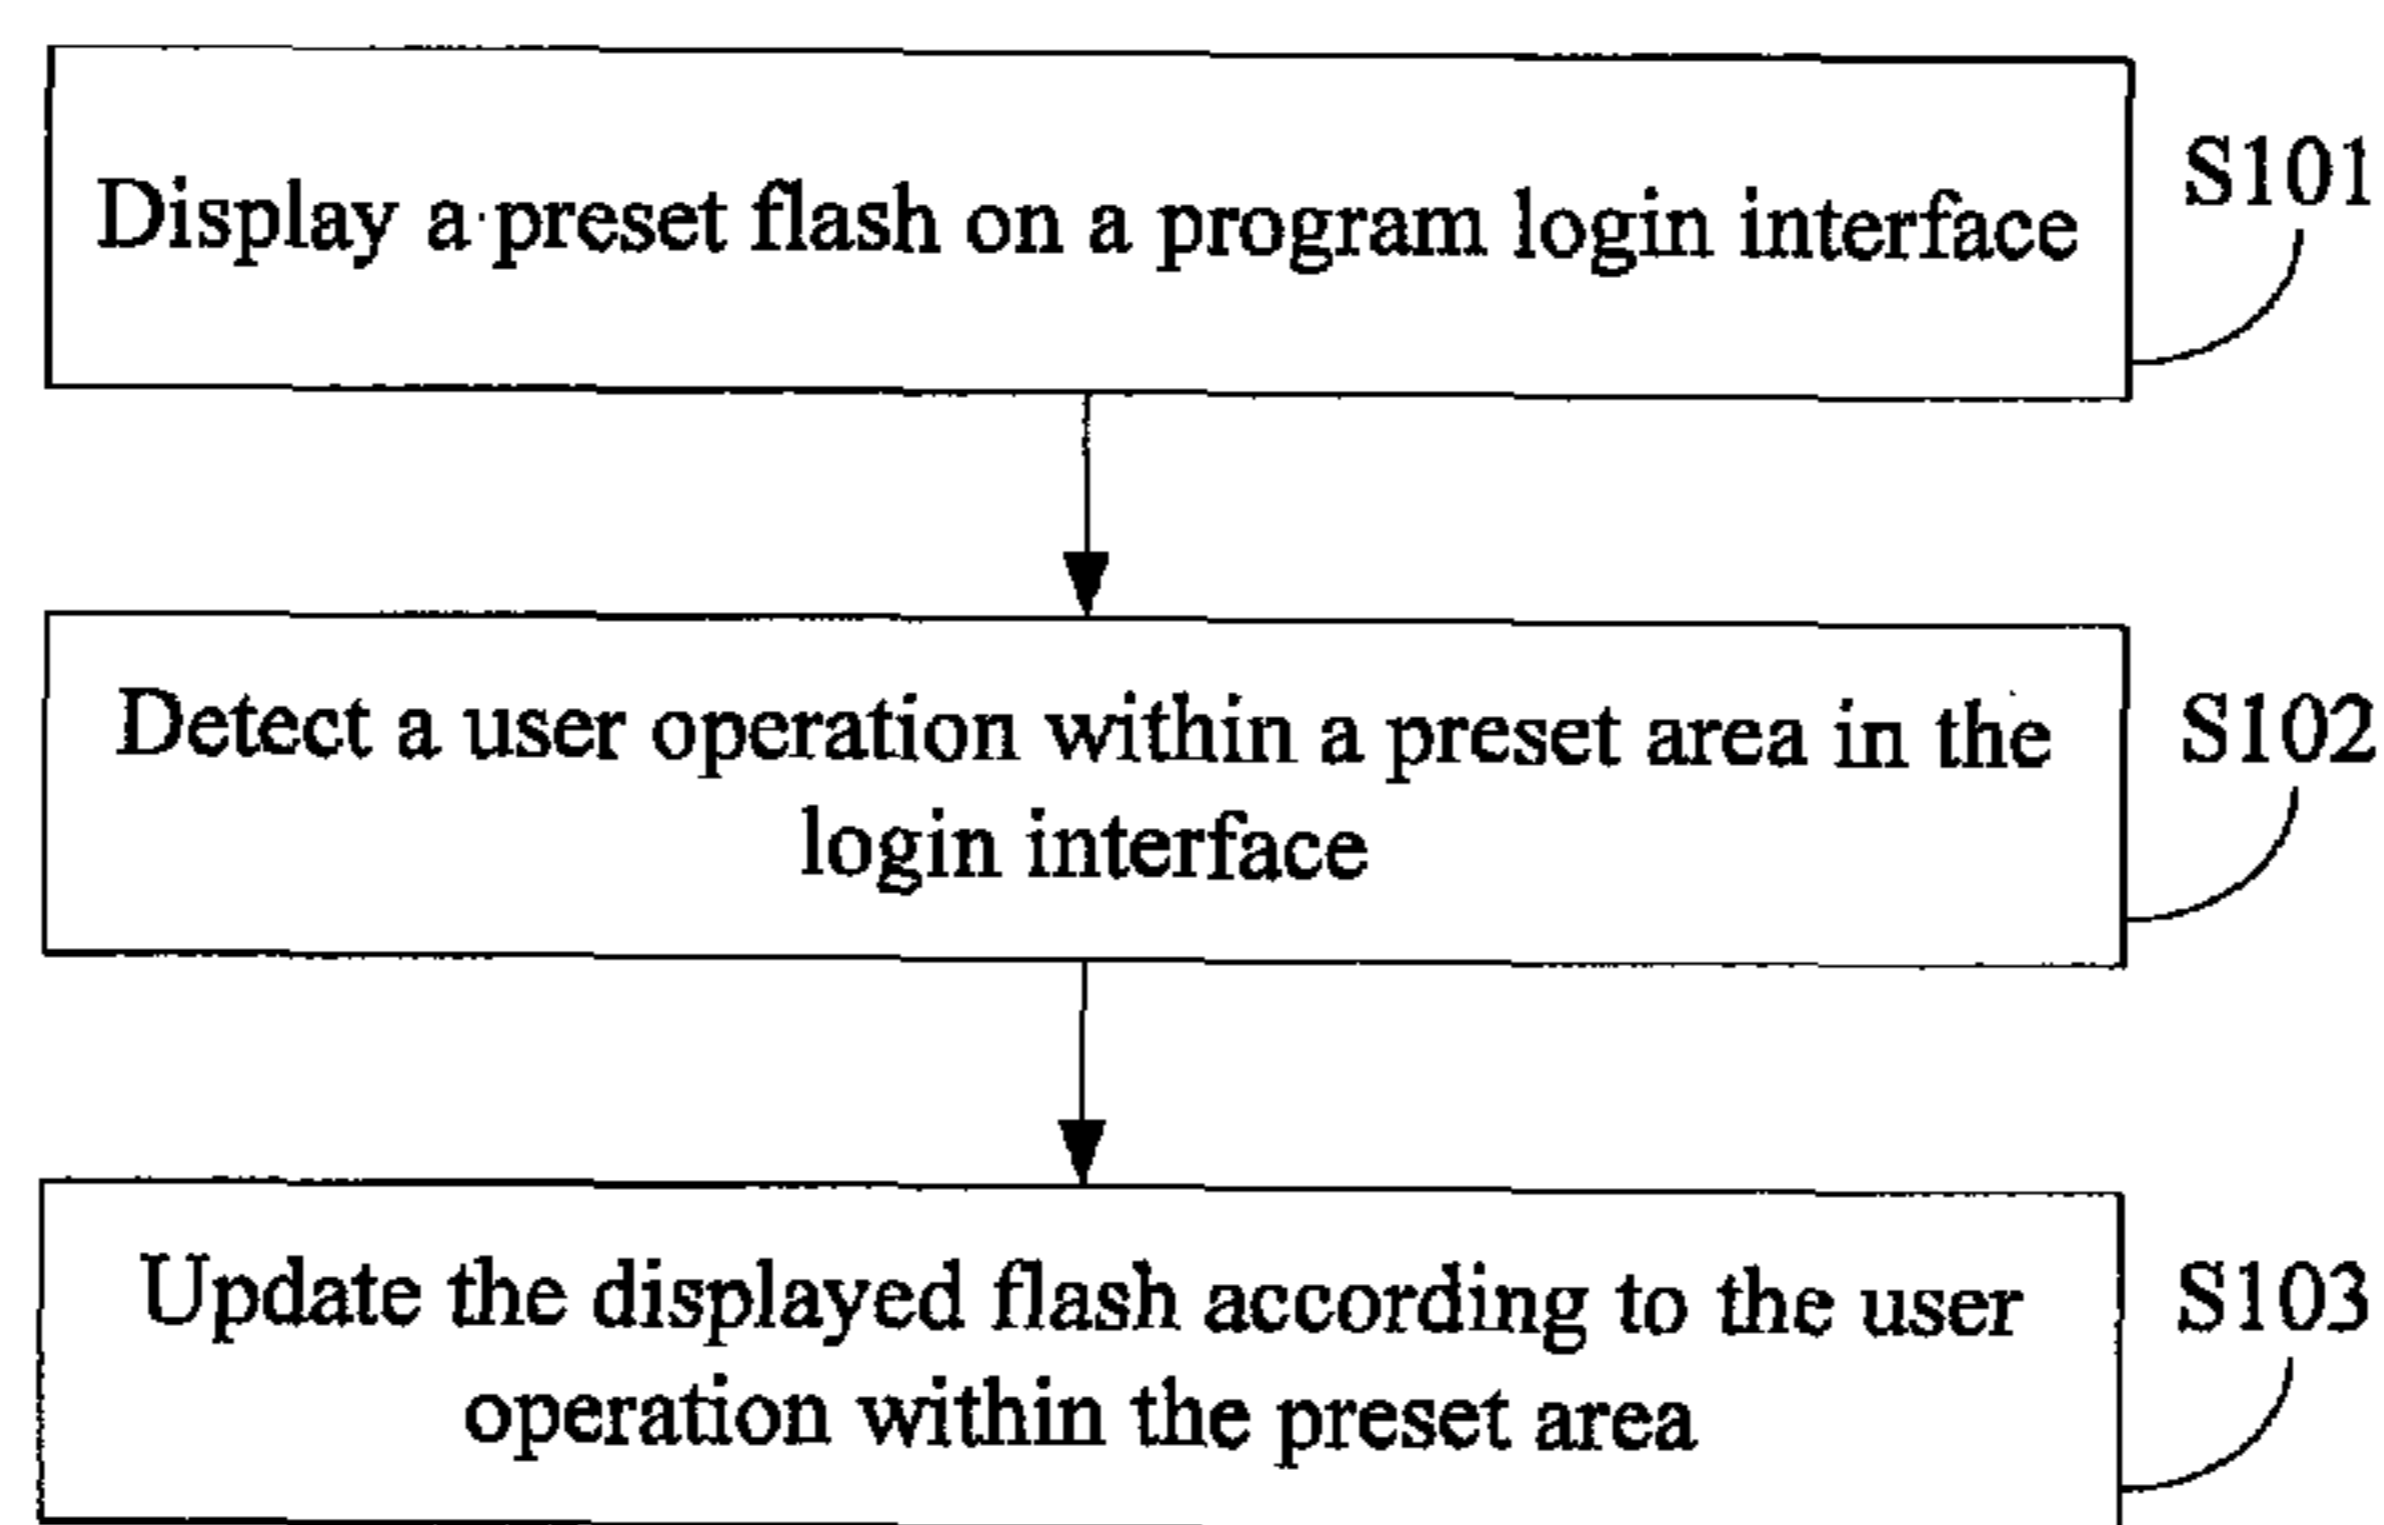 Display a preset flash on a program login interface
S101
Detect a user operation within a preset area in the
login interface
S102
Update the displayed flash according to the user
operation within the preset area
S103